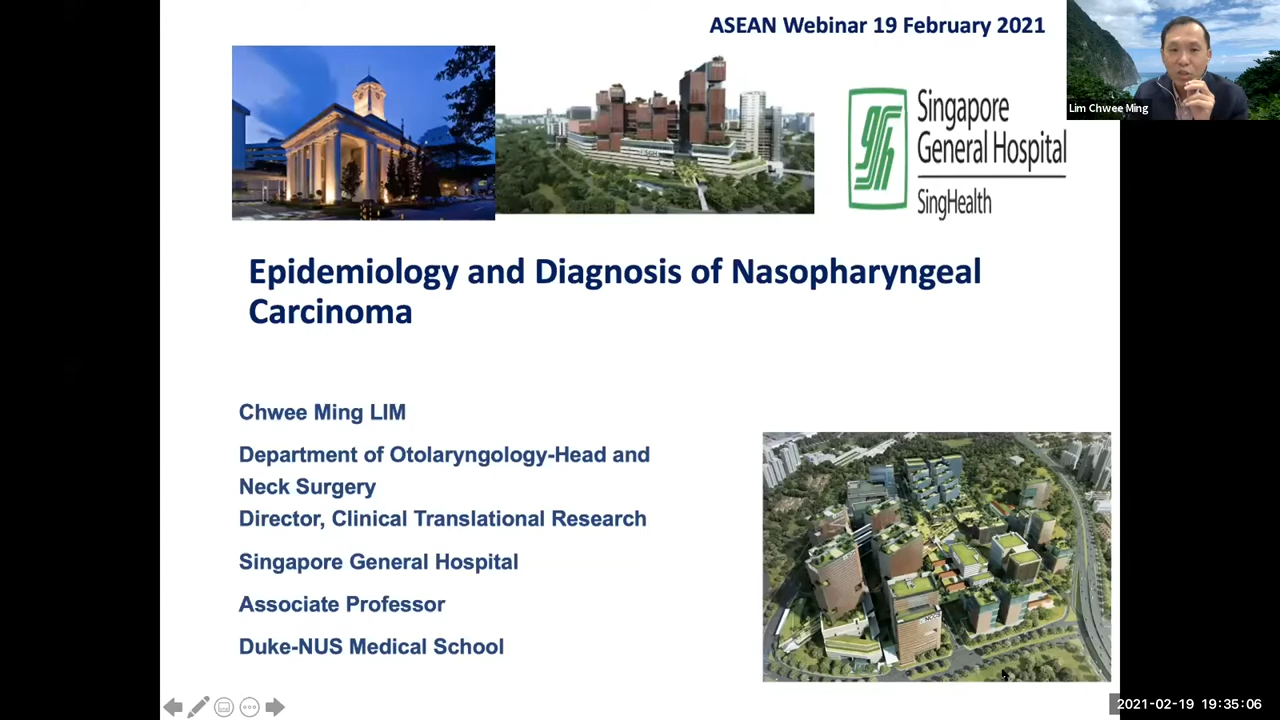 ASEAN Webinar 19 February 2021
Lim Chwee Ming
Singapore
General Hospital
SingHealth
Epidemiology and Diagnosis of Nasopharyngeal
Carcinoma
Chwee Ming LIM
Department of Otolaryngology-Head and
Neck Surgery
Director, Clinical Translational Research
Singapore General Hospital
Associate Professor
Duke-NUS Medical School
2021-02-19 19:35:06